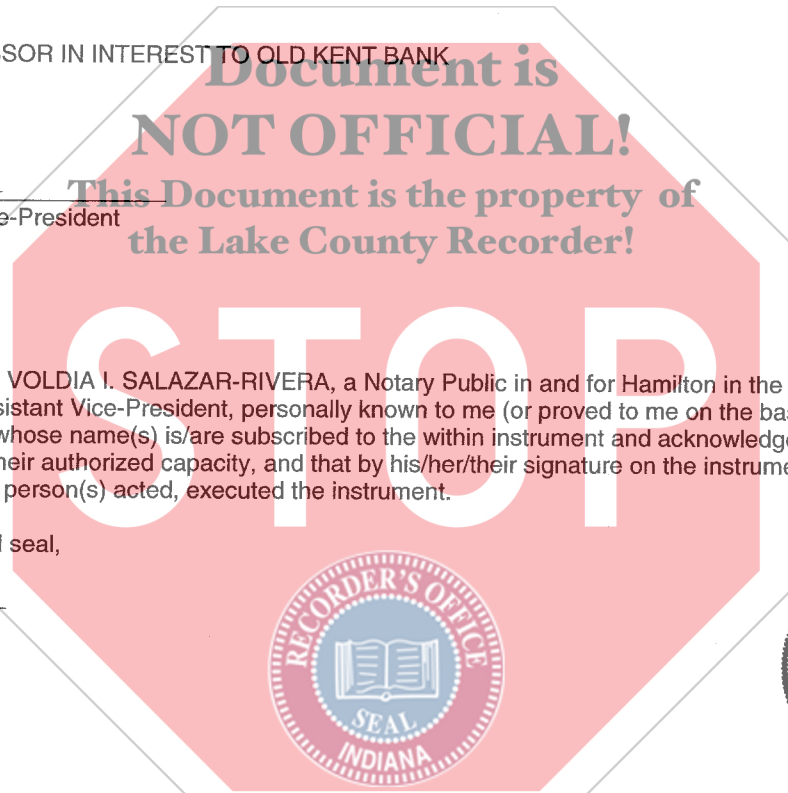 SOR IN INTEREST TO OLD KENT BANK
Document is
NOT OFFICIAL!
This Document is the property of
e-President
the Lake County Recorder!
STOP
VOLDIA I. SALAZAR-RIVERA, a Notary Public in and for Hamilton in the
sistant Vice-President, personally known to me (or proved to me on the bas
whose name(s) is/are subscribed to the within instrument and acknowledge
heir authorized capacity, and that by his/her/their signature on the instrume
person(s) acted, executed the instrument.
seal,
RECORDER'S OFFICE
SEAL
INDIANA